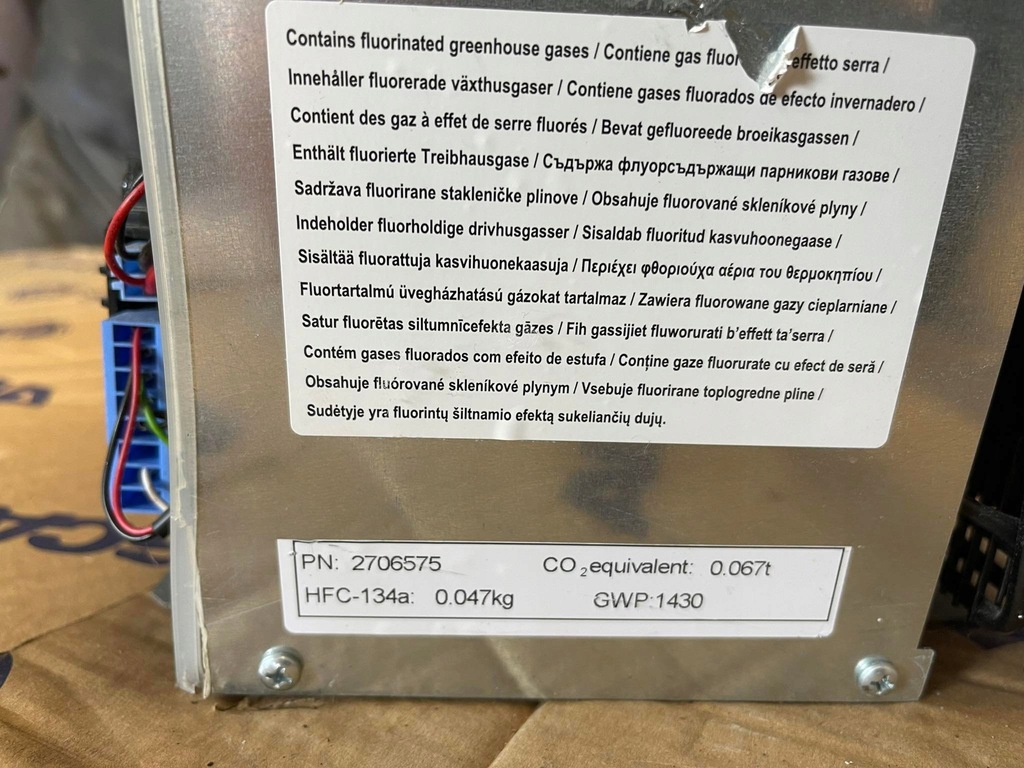 Contains fluorinated greenhouse gases / Contiene gas fluor effetto serra /
Innehåller fluorerade växthusgaser / Contiene gases fluorados de efecto invernadero /
Contient des gaz à effet de serre fluorés / Bevat gefluoreede broeikasgassen /
Enthält fluorierte Treibhausgase / Съдържа флуорсъдържащи парникови газове /
Sadržava fluorirane stakleničke plinove / Obsahuje fluorované skleníkové plyny /
Indeholder fluorholdige drivhusgasser / Sisaldab fluoritud kasvuhoonegaase /
Sisältää fluorattuja kasvihuonekaasuja / Περιέχει φθοριούχα αέρια του θερμοκηπίου /
Fluortartalmú üvegházhatású gázokat tartalmaz / Zawiera fluorowane gazy cieplarniane /
Satur fluorētas siltumnīcefekta gāzes / Fih gassijiet fluworurati b'effett ta'serra /
Contém gases fluorados com efeito de estufa / Conține gaze fluorurate cu efect de seră /
Obsahuje fluórované skleníkové plynym / Vsebuje fluorirane toplogredne pline /
Sudėtyje yra fluorintų šiltnamio efektą sukeliančių dujų.
PN: 2706575 CO₂equivalent: 0.067t
HFC-134a: 0.047kg GWP:1430